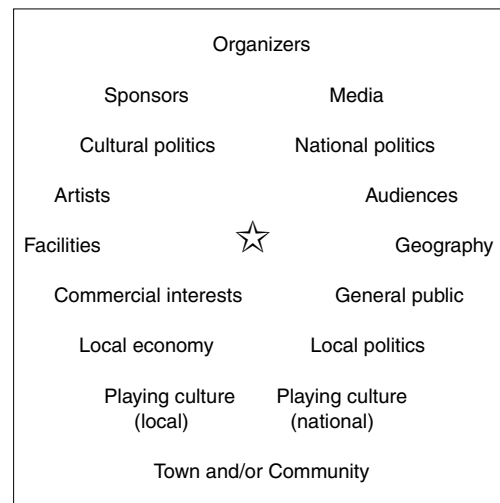 Organizers
Sponsors Media
Cultural politics National politics
Artists Audiences
Facilities Geography
Commercial interests General public
Local economy Local politics
Playing culture Playing culture
(local) (national)
Town and/or Community